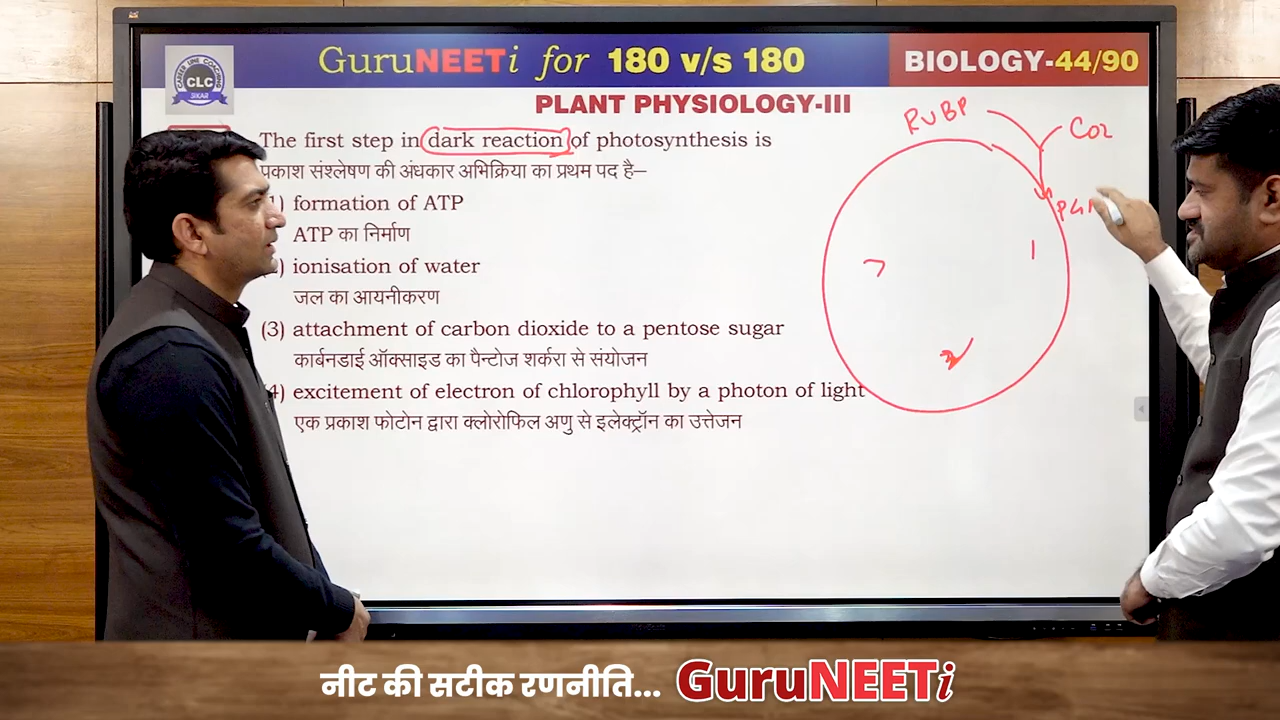 GuruNEETi for 180 v/s 180
BIOLOGY-44/90
CLC
SIKAR
PLANT PHYSIOLOGY-III
The first step in dark reaction of photosynthesis is
प्रकाश संश्लेषण की अंधकार अभिक्रिया का प्रथम पद है–
) formation of ATP
ATP का निर्माण
) ionisation of water
जल का आयनीकरण
(3) attachment of carbon dioxide to a pentose sugar
कार्बनडाई ऑक्साइड का पैन्टोज शर्करा से संयोजन
4) excitement of electron of chlorophyll by a photon of light
एक प्रकाश फोटोन द्वारा क्लोरोफिल अणु से इलेक्ट्रॉन का उत्तेजन
RUBP
CO2
1
नीट की सटीक रणनीति... GuruNEETi